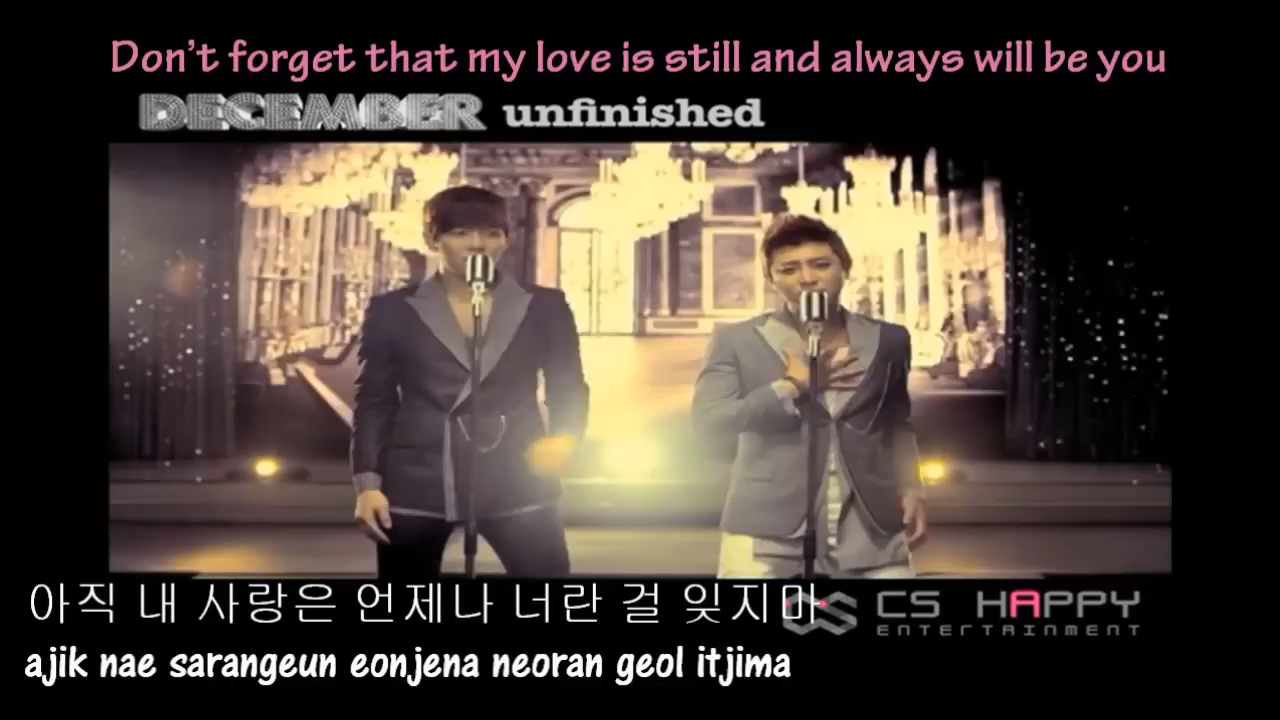 Don't forget that my love is still and always will be you
DECEMBER unfinished
아직 내 사랑은 언제나 너란 걸 잊지마
CS HAPPY
ENTERTAINMENT
ajik nae sarangeun eonjena neoran geol itjima